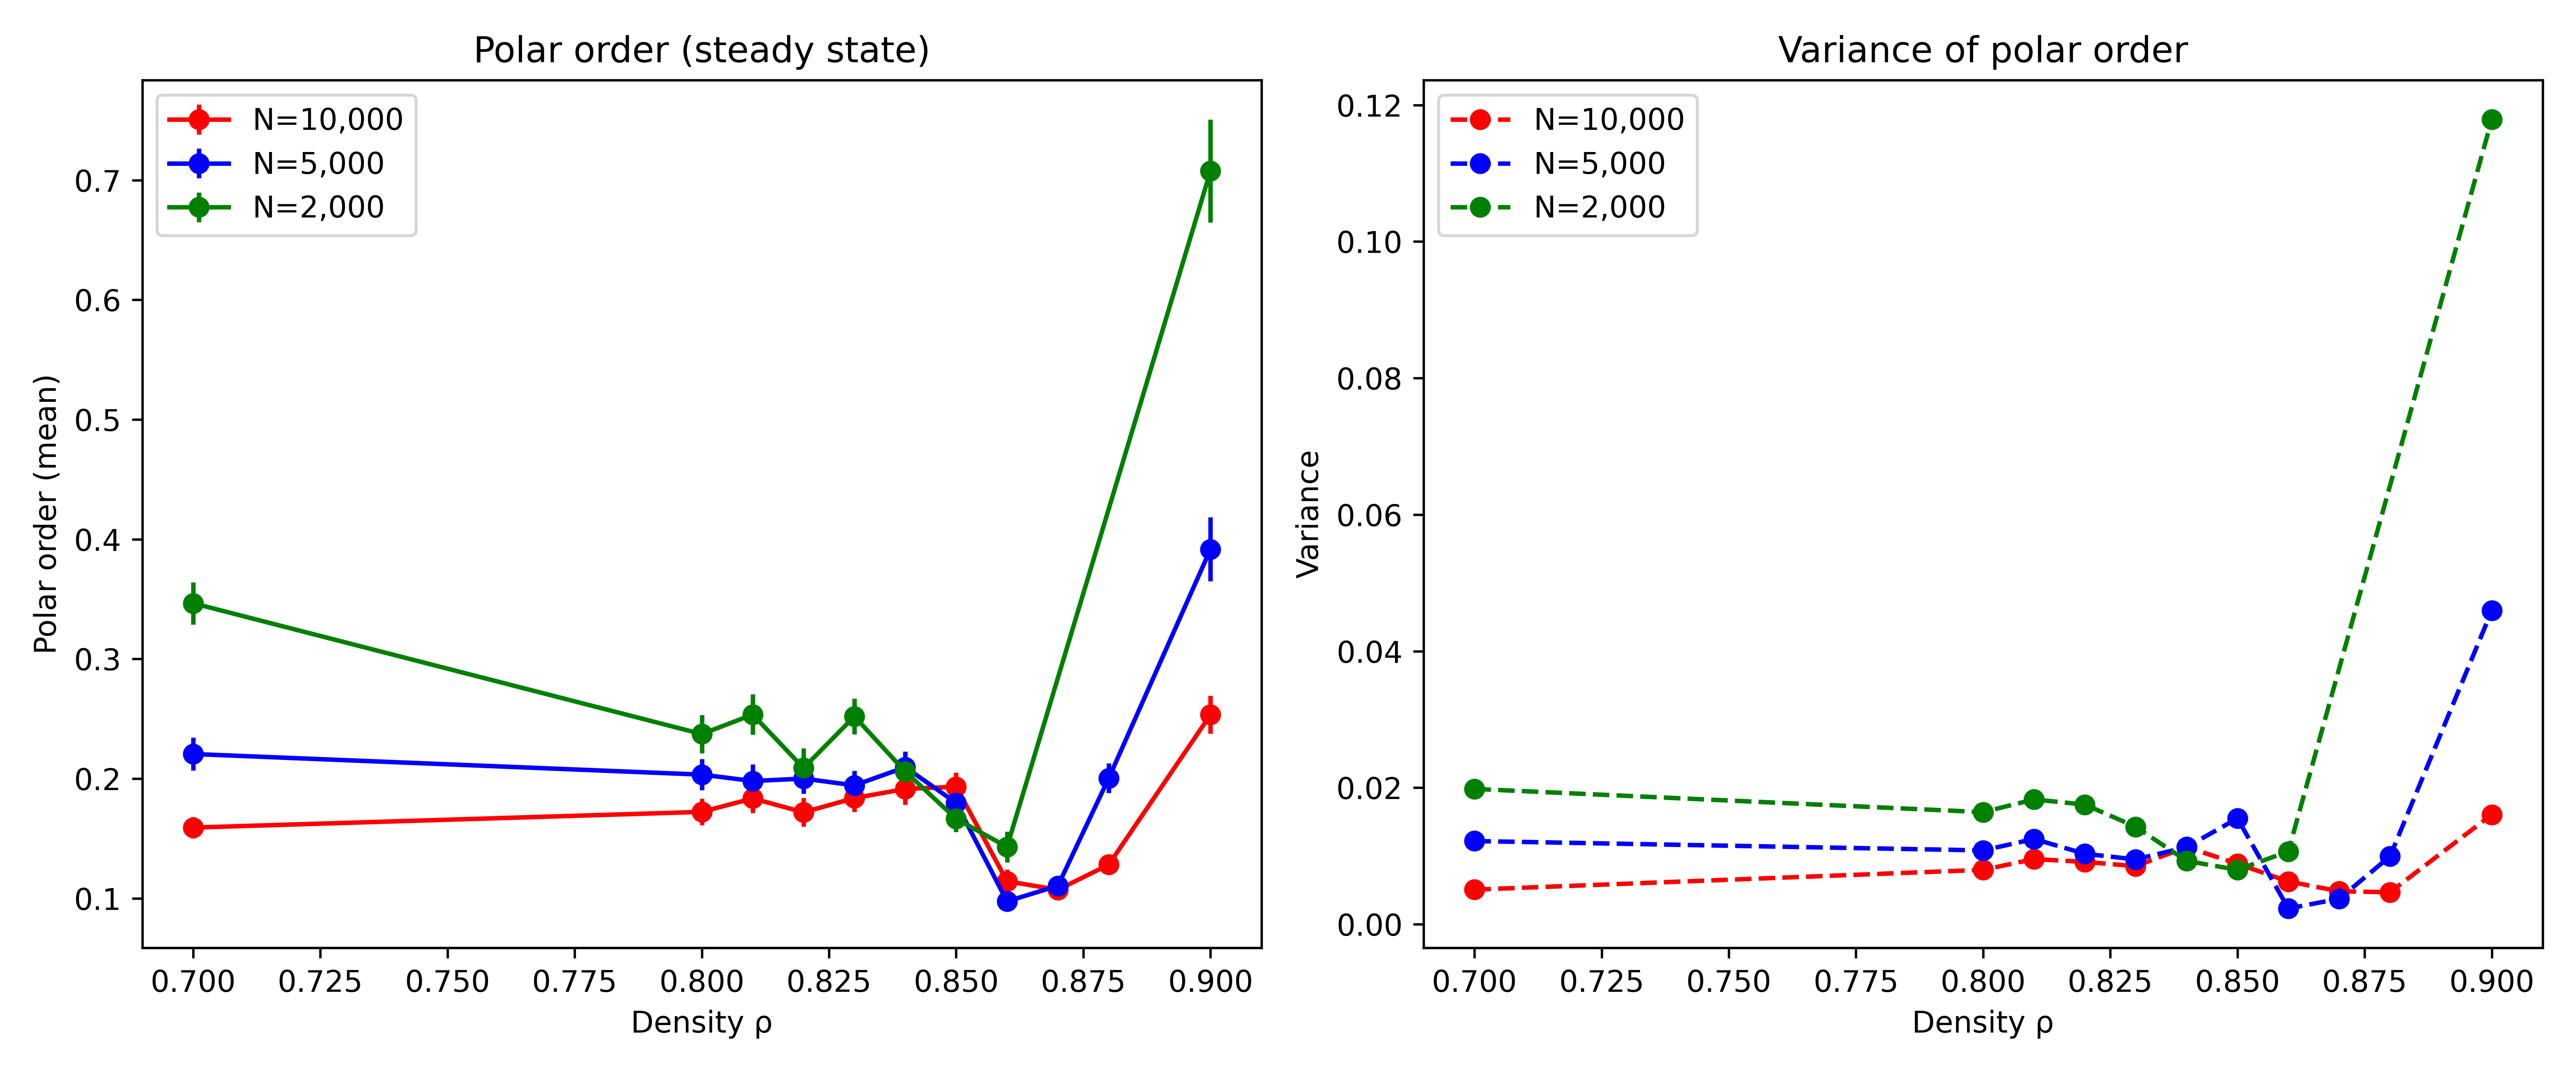 Polar order (steady state)
N=10,000
N=5,000
N=2,000
Polar order (mean)
0.7
0.6
0.5
0.4
0.3
0.2
0.1
0.700 0.725 0.750 0.775 0.800 0.825 0.850 0.875 0.900
Density ρ
Variance of polar order
N=10,000
N=5,000
N=2,000
Variance
0.12
0.10
0.08
0.06
0.04
0.02
0.00
0.700 0.725 0.750 0.775 0.800 0.825 0.850 0.875 0.900
Density ρ